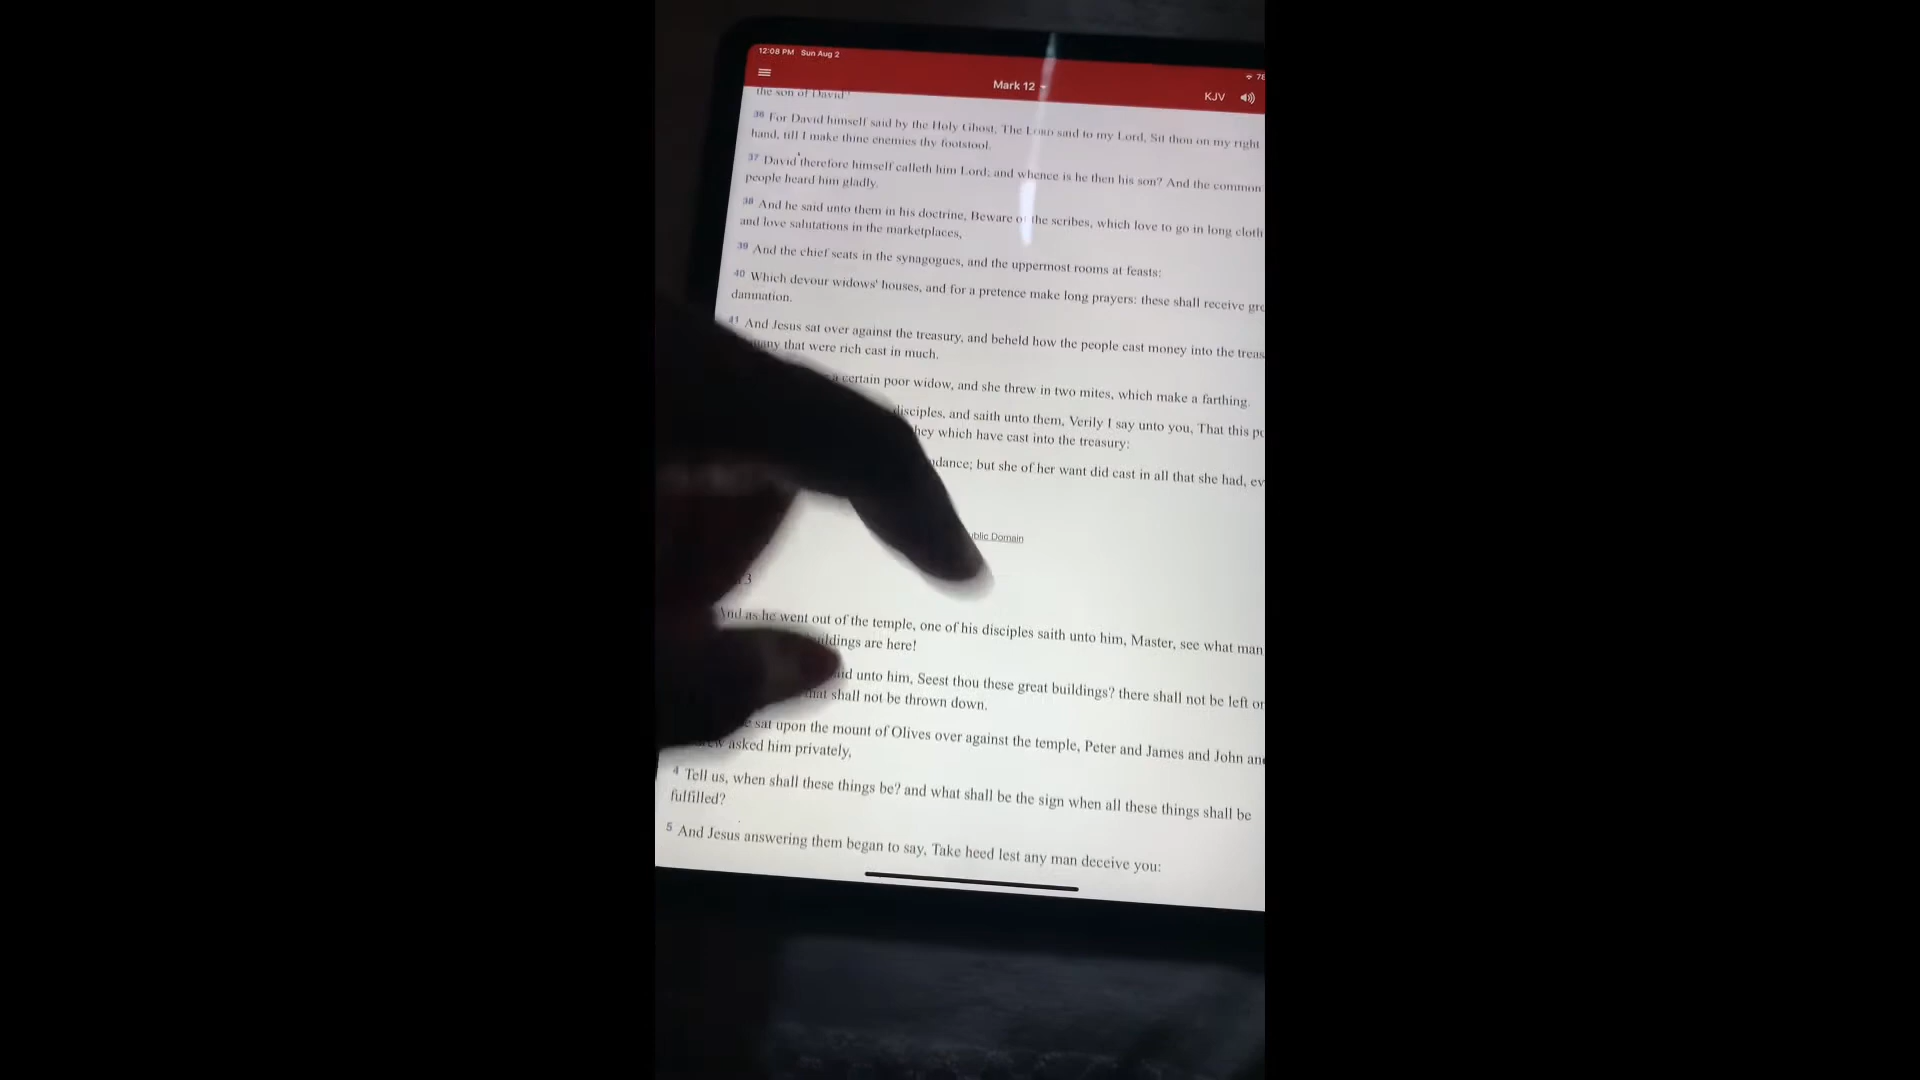 12:08 PM Sun Aug 2
78
Mark 12
KJV
the son of David?
36 For David himself said by the Holy Ghost, The LORD said to my Lord, Sit thou on my right
hand, till I make thine enemies thy footstool.
37 David therefore himself calleth him Lord; and whence is he then his son? And the common
people heard him gladly.
38 And he said unto them in his doctrine, Beware of the scribes, which love to go in long cloth
and love salutations in the marketplaces,
39 And the chief seats in the synagogues, and the uppermost rooms at feasts:
40 Which devour widows' houses, and for a pretence make long prayers: these shall receive gre
damnation.
41 And Jesus sat over against the treasury, and beheld how the people cast money into the treas
many that were rich cast in much.
a certain poor widow, and she threw in two mites, which make a farthing.
disciples, and saith unto them, Verily I say unto you, That this po
they which have cast into the treasury:
ndance; but she of her want did cast in all that she had, ev
ublic Domain
3
And as he went out of the temple, one of his disciples saith unto him, Master, see what man
uildings are here!
aid unto him, Seest thou these great buildings? there shall not be left on
that shall not be thrown down.
e sat upon the mount of Olives over against the temple, Peter and James and John and
rew asked him privately,
4 Tell us, when shall these things be? and what shall be the sign when all these things shall be
fulfilled?
5 And Jesus answering them began to say, Take heed lest any man deceive you: